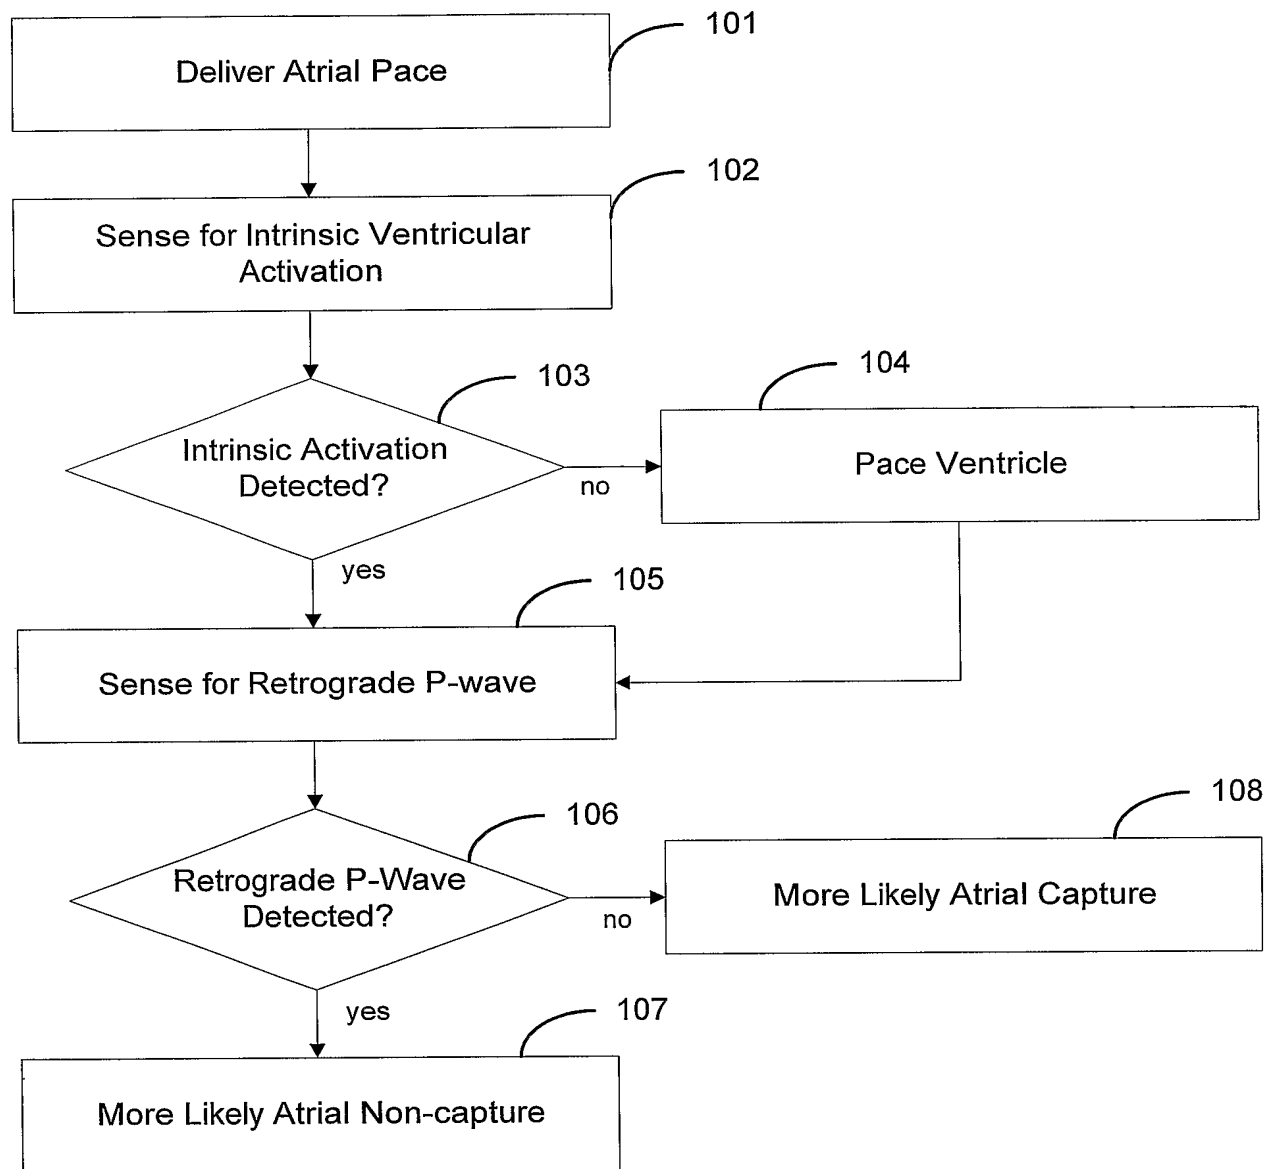 101
Deliver Atrial Pace
102
Sense for Intrinsic Ventricular
Activation
103
104
Intrinsic Activation
Detected?
no
Pace Ventricle
yes
105
Sense for Retrograde P-wave
106
108
Retrograde P-Wave
Detected?
no
More Likely Atrial Capture
yes
107
More Likely Atrial Non-capture